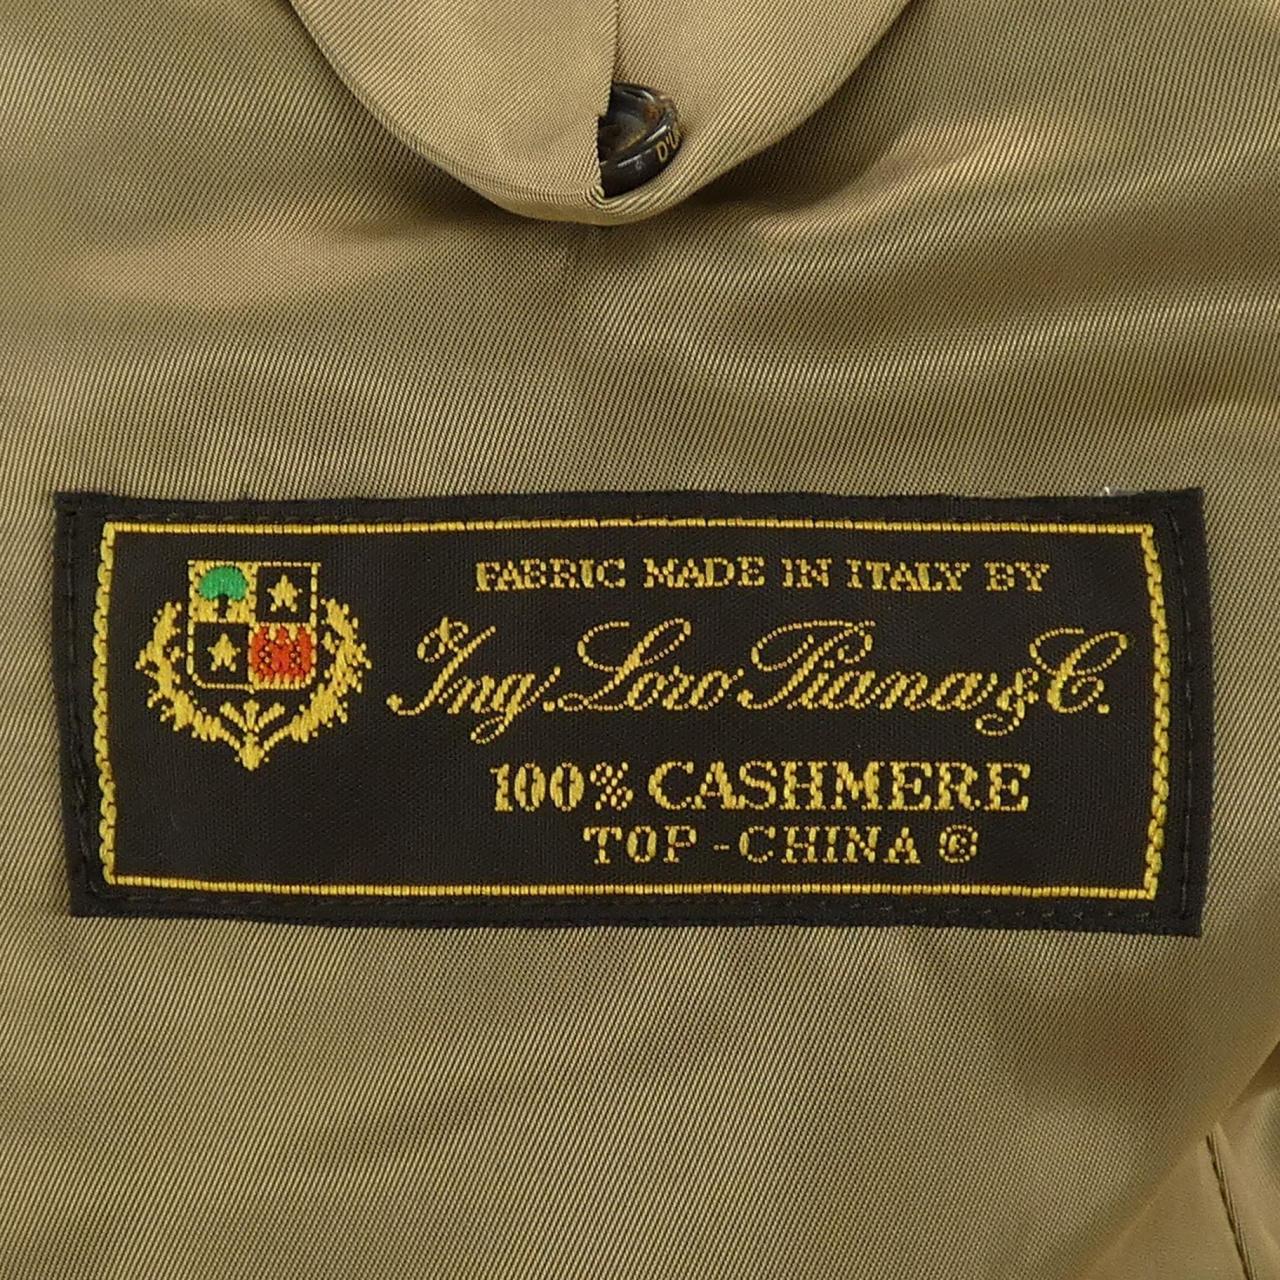 D'U
FABRIC MADE IN ITALY BY
Ing. Loro Piana & C.
100% CASHMERE
TOP-CHINA ®